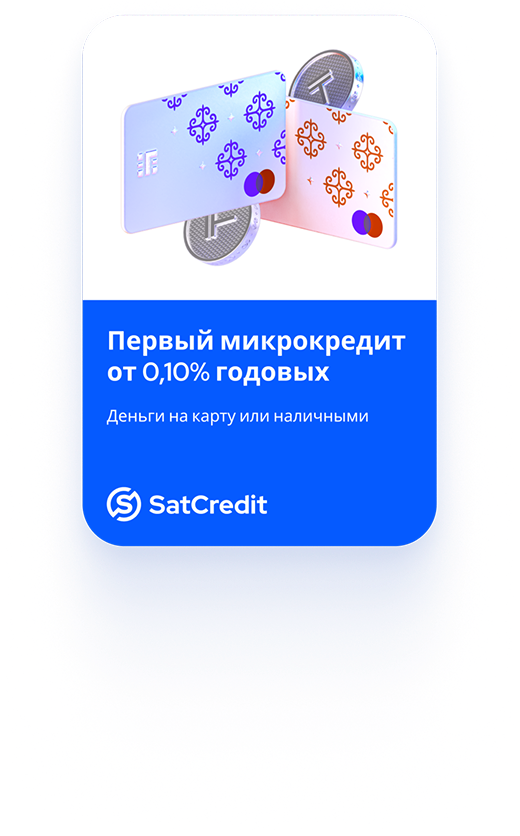 Первый микрокредит
от 0,10% годовых
Деньги на карту или наличными
SatCredit